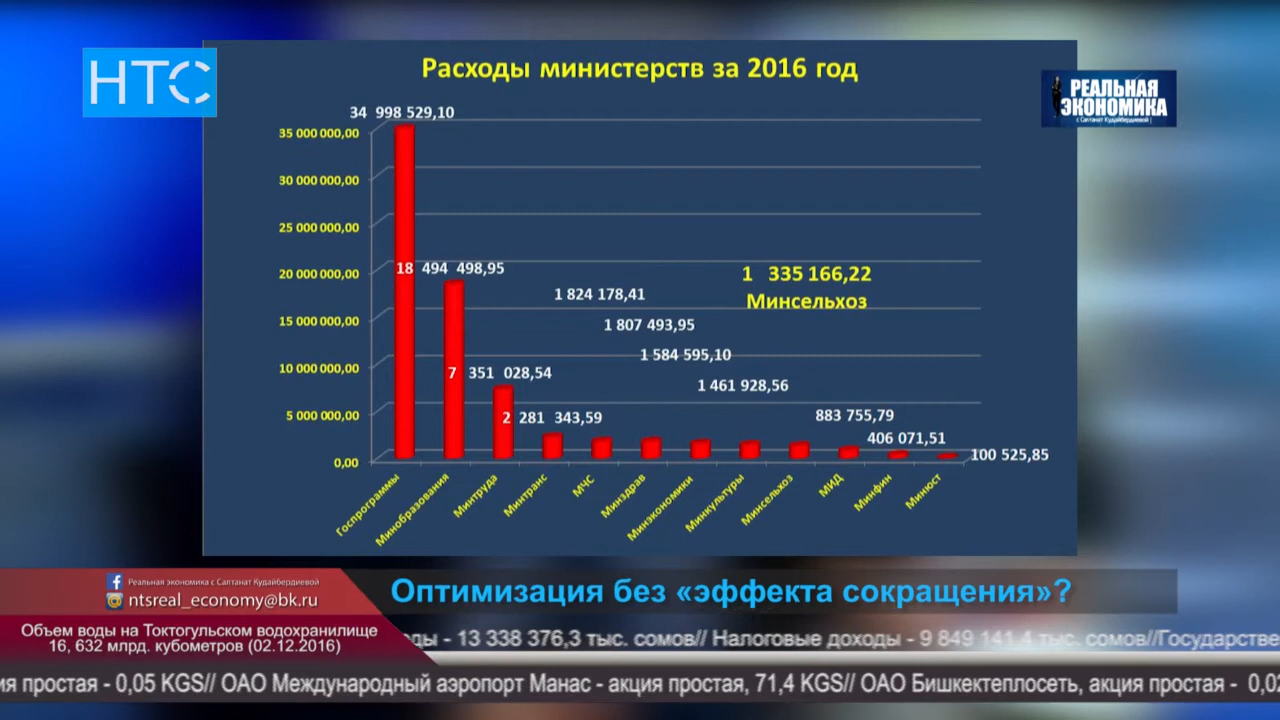 НТС
Расходы министерств за 2016 год
РЕАЛЬНАЯ
ЭКОНОМИКА
с Салтанат Кудайбердиевой
34 998 529,10
35 000 000,00
30 000 000,00
25 000 000,00
20 000 000,00
15 000 000,00
10 000 000,00
5 000 000,00
0,00
18 494 498,95
7 351 028,54
2 281 343,59
1 824 178,41
1 807 493,95
1 584 595,10
1 461 928,56
1 335 166,22
Минсельхоз
883 755,79
406 071,51
100 525,85
Госпрограммы
Минобразования
Минтруда
Минтранс
МЧС
Минздрав
Минэкономики
Минкультуры
Минсельхоз
МИД
Минфин
Минюст
Реальная экономика с Салтанат Кудайбердиевой
ntsreal_economy@bk.ru
Оптимизация без «эффекта сокращения»?
Объем воды на Токтогульском водохранилище
16, 632 млрд. кубометров (02.12.2016)
ды - 13 338 376,3 тыс. сомов// Налоговые доходы - 9 849 141,4 тыс. сомов//Государстве
ия простая - 0,05 KGS// ОАО Международный аэропорт Манас - акция простая, 71,4 KGS// ОАО Бишкектеплосеть, акция простая - 0,02